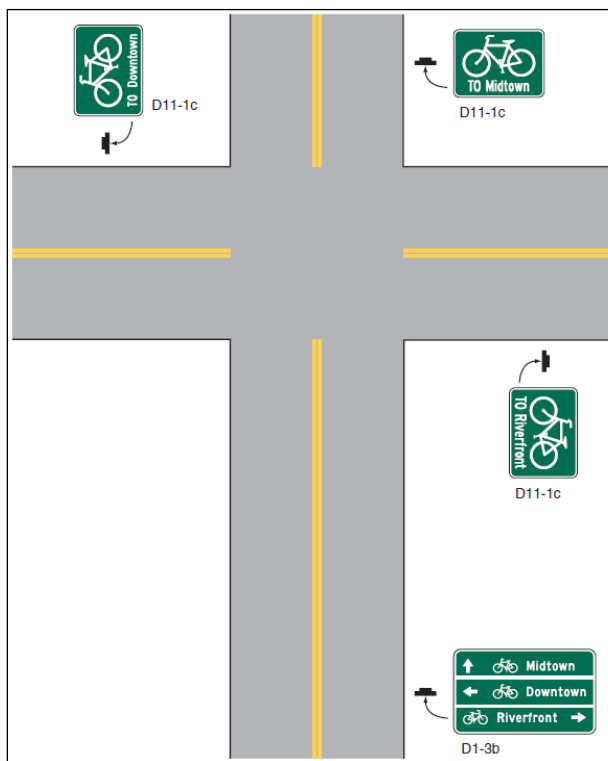 TO Downtown
D11-1c
TO Midtown
D11-1c
TO Riverfront
D11-1c
Midtown
Downtown
Riverfront
D1-3b